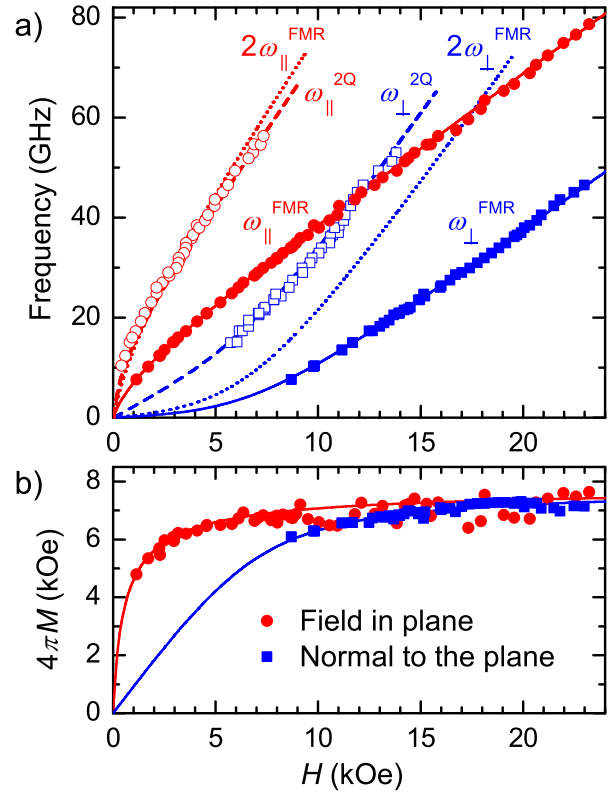 a)
80
60
40
20
0
Frequency (GHz)
2ω∥^FMR
ω∥^2Q
ω⊥^2Q
2ω⊥^FMR
ω∥^FMR
ω⊥^FMR
0 5 10 15 20
b)
8
6
4
2
0
4πM (kOe)
Field in plane
Normal to the plane
0 5 10 15 20
H (kOe)